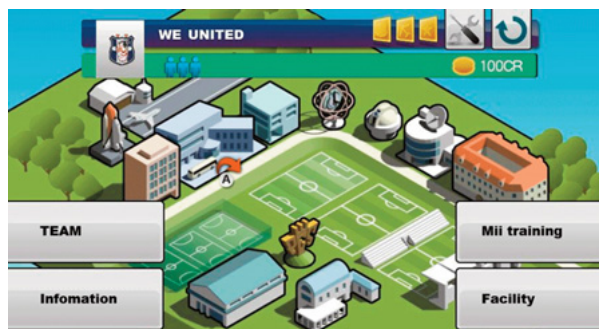 WE UNITED
100CR
A
TEAM
Mii training
Infomation
Facility